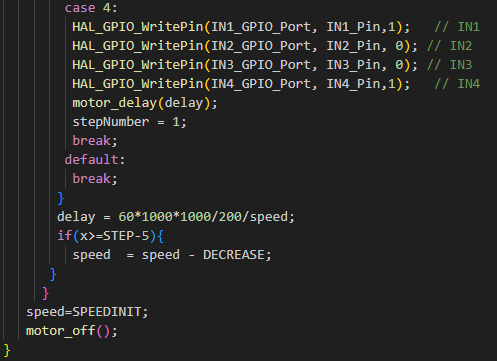 case 4:
HAL_GPIO_WritePin(IN1_GPIO_Port, IN1_Pin,1);   // IN1
HAL_GPIO_WritePin(IN2_GPIO_Port, IN2_Pin, 0); // IN2
HAL_GPIO_WritePin(IN3_GPIO_Port, IN3_Pin, 0); // IN3
HAL_GPIO_WritePin(IN4_GPIO_Port, IN4_Pin,1);   // IN4
motor_delay(delay);
stepNumber = 1;
break;
default:
break;
}
delay = 60*1000*1000/200/speed;
if(x>=STEP-5){
speed  = speed - DECREASE;
}
}
speed=SPEEDINIT;
motor_off();
}